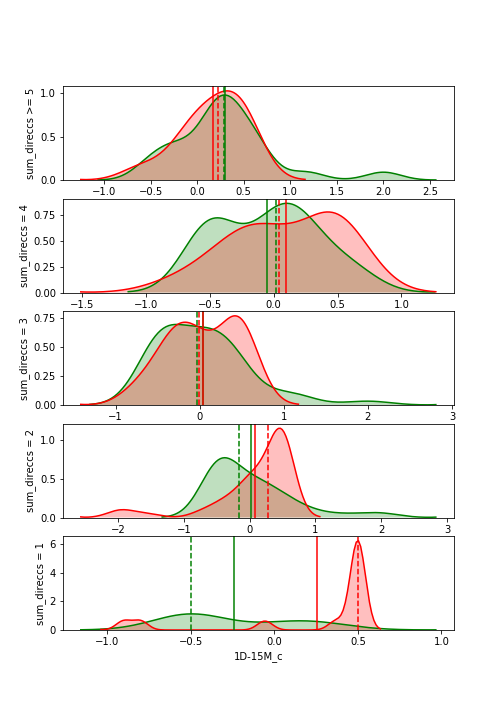 sum_direccs >= 5
1.0
0.5
0.0
−1.0 −0.5 0.0 0.5 1.0 1.5 2.0 2.5
sum_direccs = 4
0.75
0.50
0.25
0.00
−1.5 −1.0 −0.5 0.0 0.5 1.0
sum_direccs = 3
0.75
0.50
0.25
0.00
−1 0 1 2 3
sum_direccs = 2
1.0
0.5
0.0
−2 −1 0 1 2 3
sum_direccs = 1
6
4
2
0
−1.0 −0.5 0.0 0.5 1.0
1D-15M_c